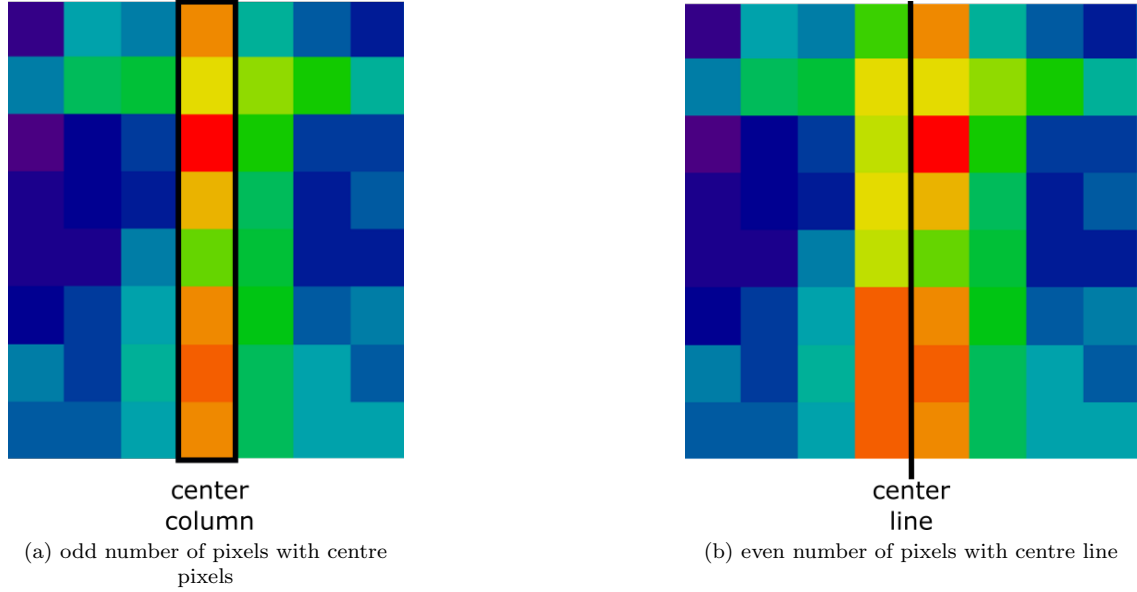 center
column
(a) odd number of pixels with centre
pixels
center
line
(b) even number of pixels with centre line